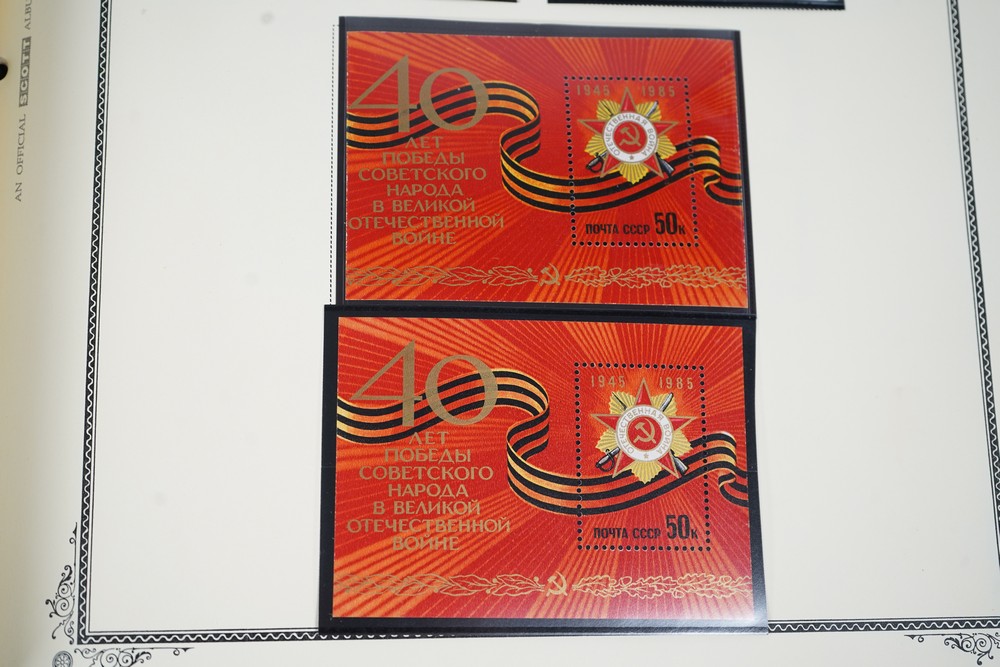 AN OFFICIAL SCOTT ALBU
40
ЛЕТ
ПОБЕДЫ
СОВЕТСКОГО
НАРОДА
В ВЕЛИКОЙ
ОТЕЧЕСТВЕННОЙ
ВОЙНЕ
1945 1985
ОТЕЧЕСТВЕННАЯ ВОЙНА
ПОЧТА СССР 50к
40
ЛЕТ
ПОБЕДЫ
СОВЕТСКОГО
НАРОДА
В ВЕЛИКОЙ
ОТЕЧЕСТВЕННОЙ
ВОЙНЕ
1945 1985
ОТЕЧЕСТВЕННАЯ ВОЙНА
ПОЧТА СССР 50к